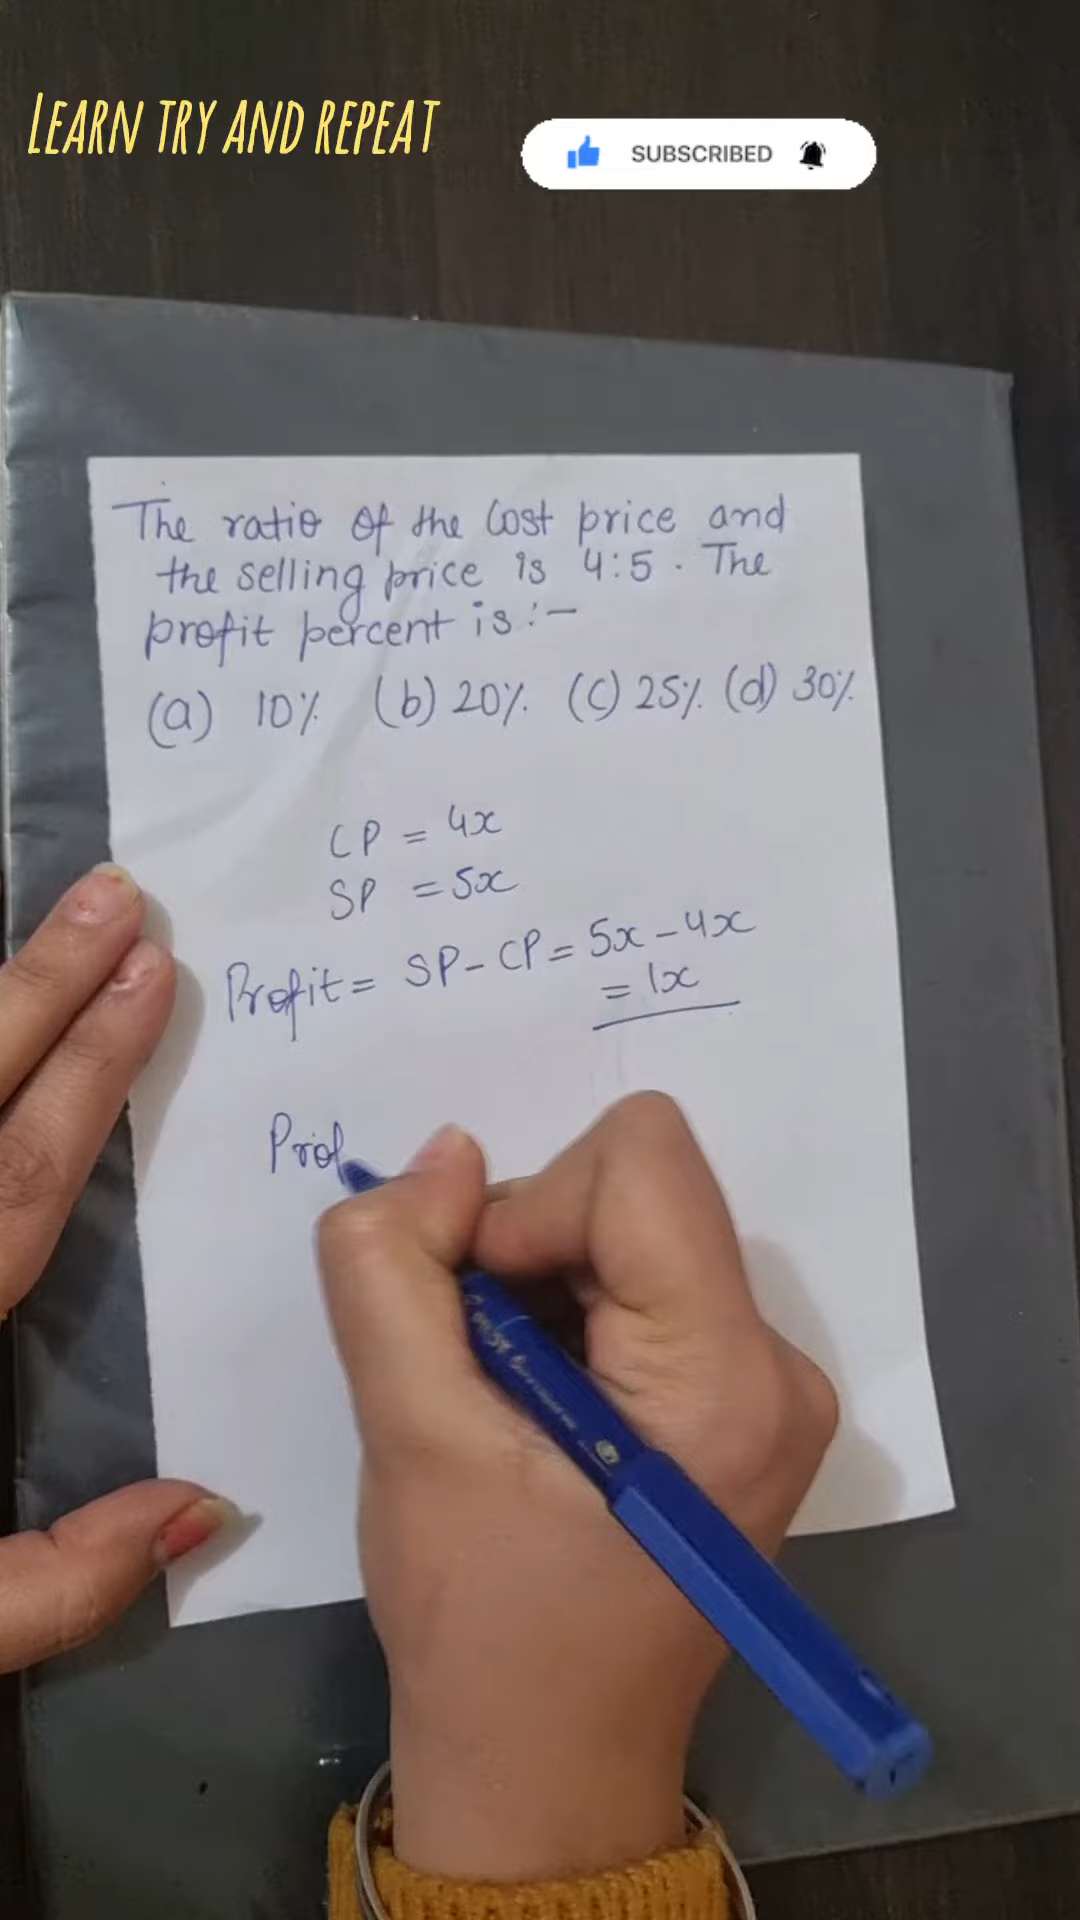 LEARN TRY AND REPEAT
SUBSCRIBED
The ratio of the cost price and
the selling price is 4:5. The
profit percent is:-
(a) 10% (b) 20% (c) 25% (d) 30%
CP = 4x
SP = 5x
Profit = SP - CP = 5x - 4x
= 1x
Prof